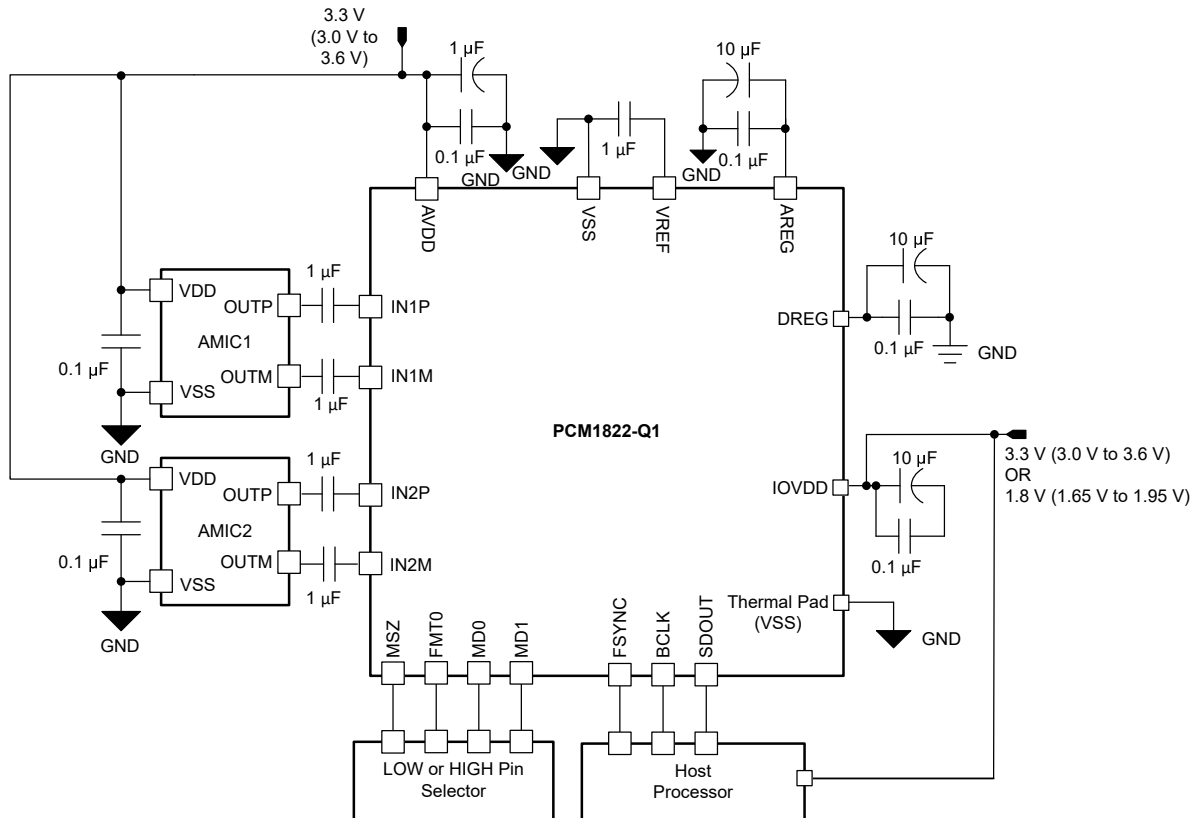 3.3 V
(3.0 V to
3.6 V)
1 µF
0.1 µF
GND
GND
1 µF
10 µF
0.1 µF
GND
AVDD
VSS
VREF
AREG
VDD
OUTP
AMIC1
OUTM
VSS
0.1 µF
GND
1 µF
1 µF
IN1P
IN1M
VDD
OUTP
AMIC2
OUTM
VSS
0.1 µF
GND
1 µF
1 µF
IN2P
IN2M
PCM1822-Q1
DREG
10 µF
0.1 µF
GND
IOVDD
10 µF
0.1 µF
3.3 V (3.0 V to 3.6 V)
OR
1.8 V (1.65 V to 1.95 V)
Thermal Pad
(VSS)
GND
MSZ
FMT0
MD0
MD1
FSYNC
BCLK
SDOUT
LOW or HIGH Pin
Selector
Host
Processor